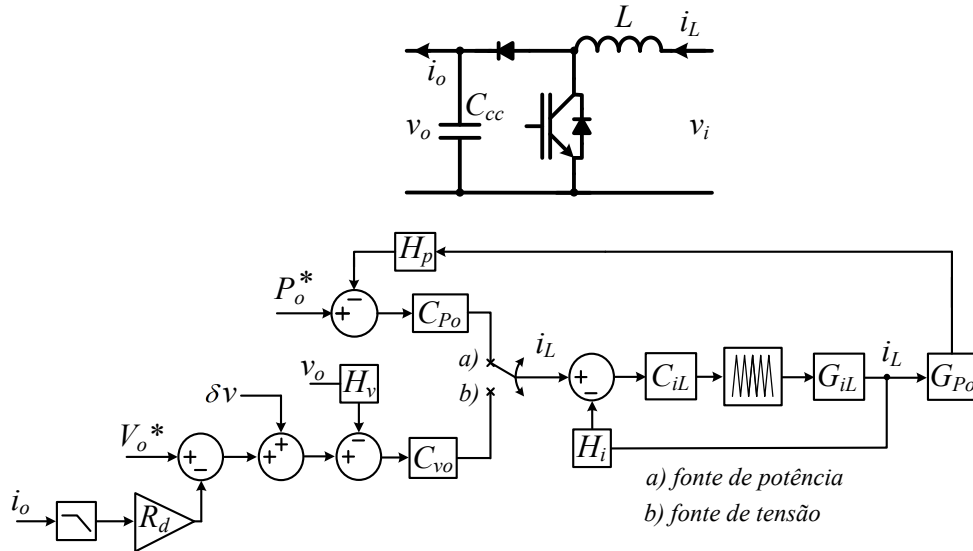 L
i_L
i_o
C_cc
v_o
v_i
H_p
P_o*
C_Po
i_L
a)
b)
C_iL
G_iL
i_L
G_Po
v_o
H_v
δv
V_o*
C_vo
H_i
i_o
R_d
a) fonte de potência
b) fonte de tensão